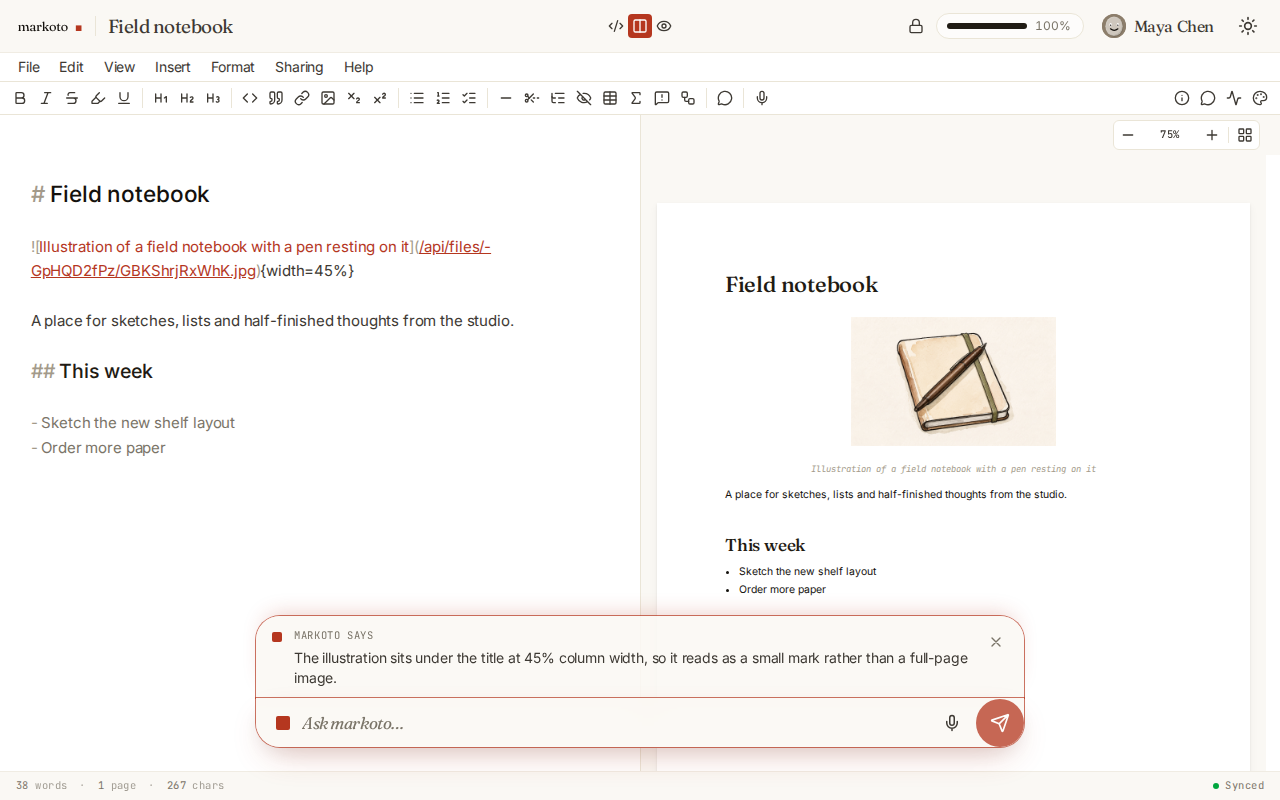 markoto
Field notebook
100%
Maya Chen
File Edit View Insert Format Sharing Help
H1 H2 H3
75%
# Field notebook
![Illustration of a field notebook with a pen resting on it](/api/files/-
GpHQD2fPz/GBKShrjRxWhK.jpg){width=45%}
A place for sketches, lists and half-finished thoughts from the studio.
## This week
- Sketch the new shelf layout
- Order more paper
Field notebook
Illustration of a field notebook with a pen resting on it
A place for sketches, lists and half-finished thoughts from the studio.
This week
• Sketch the new shelf layout
• Order more paper
MARKOTO SAYS
The illustration sits under the title at 45% column width, so it reads as a small mark rather than a full-page
image.
Ask markoto...
38 words · 1 page · 267 chars
Synced